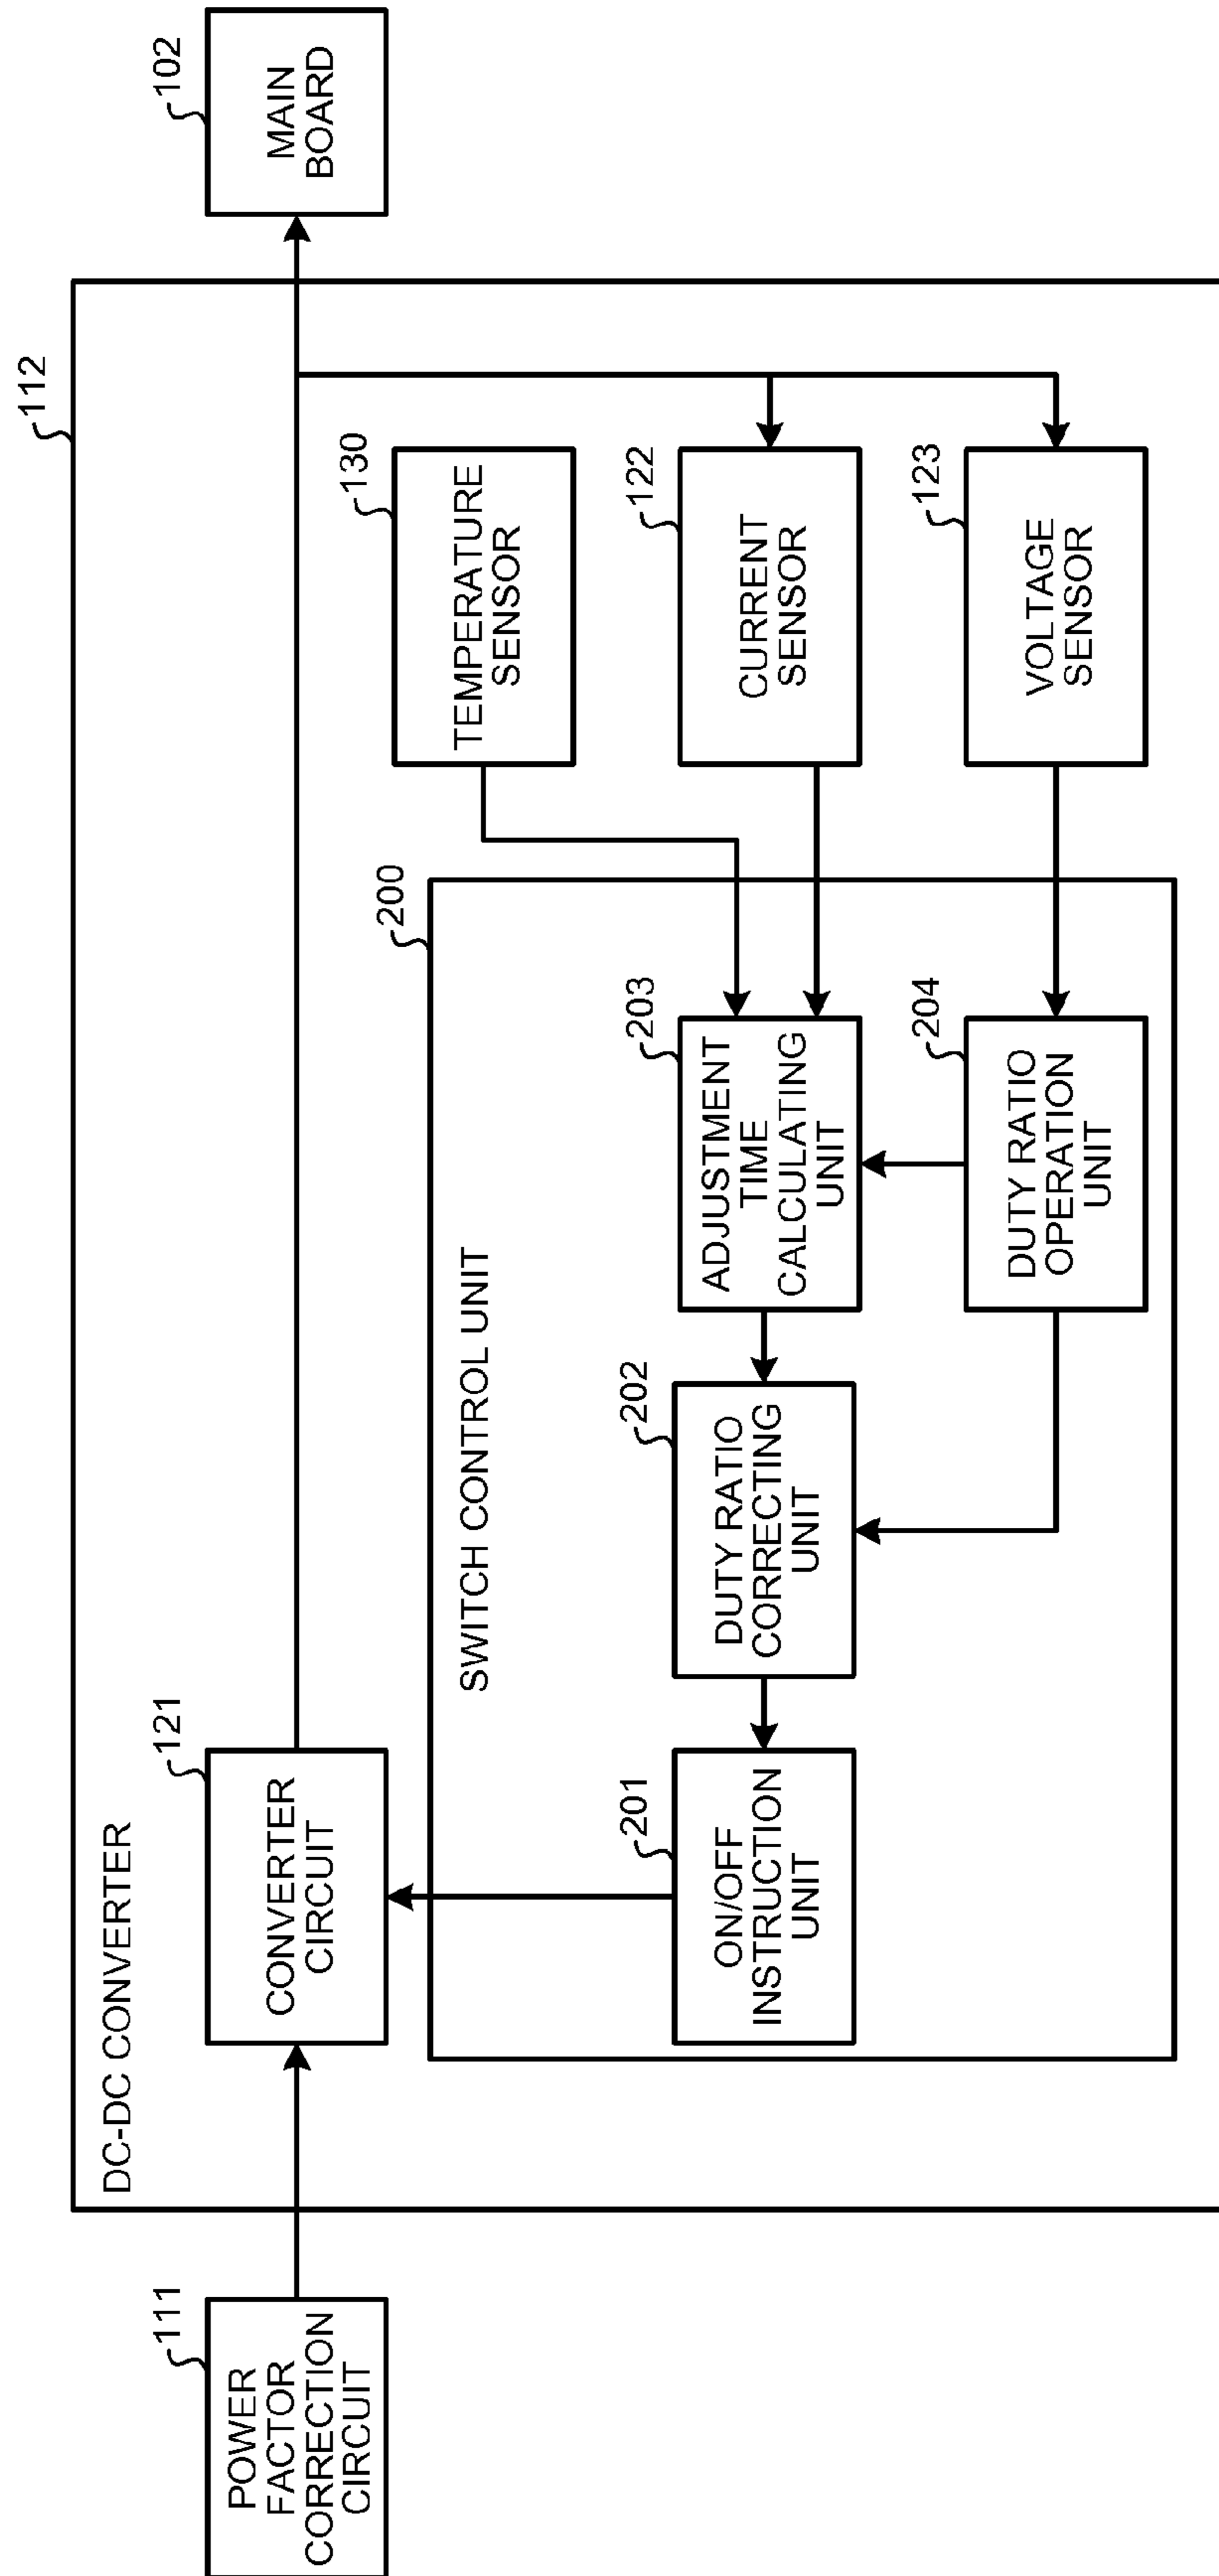 112
DC-DC CONVERTER
111
POWER
FACTOR
CORRECTION
CIRCUIT
121
CONVERTER
CIRCUIT
102
MAIN
BOARD
200
SWITCH CONTROL UNIT
130
TEMPERATURE
SENSOR
201
ON/OFF
INSTRUCTION
UNIT
202
DUTY RATIO
CORRECTING
UNIT
203
ADJUSTMENT
TIME
CALCULATING
UNIT
122
CURRENT
SENSOR
204
DUTY RATIO
OPERATION
UNIT
123
VOLTAGE
SENSOR